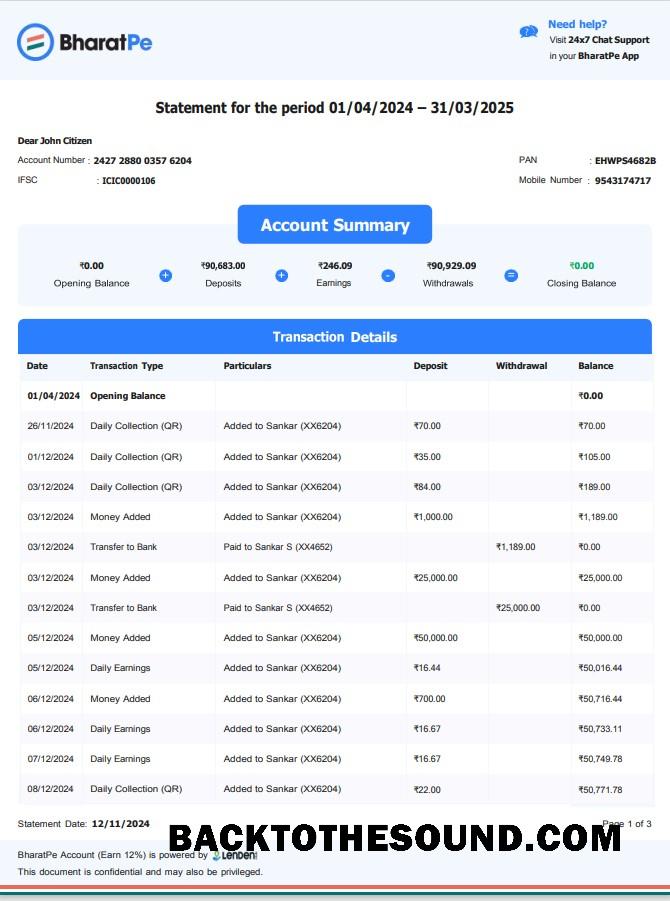 BharatPe
Need help?
Visit 24x7 Chat Support
in your BharatPe App
Statement for the period 01/04/2024 – 31/03/2025
Dear John Citizen
Account Number : 2427 2880 0357 6204
PAN : EHWPS4682B
IFSC : ICIC0000106
Mobile Number : 9543174717
Account Summary
₹0.00 + ₹90,683.00 + ₹246.09 - ₹90,929.09 = ₹0.00
Opening Balance Deposits Earnings Withdrawals Closing Balance
Transaction Details
Date Transaction Type Particulars Deposit Withdrawal Balance
01/04/2024 Opening Balance ₹0.00
26/11/2024 Daily Collection (QR) Added to Sankar (XX6204) ₹70.00 ₹70.00
01/12/2024 Daily Collection (QR) Added to Sankar (XX6204) ₹35.00 ₹105.00
03/12/2024 Daily Collection (QR) Added to Sankar (XX6204) ₹84.00 ₹189.00
03/12/2024 Money Added Added to Sankar (XX6204) ₹1,000.00 ₹1,189.00
03/12/2024 Transfer to Bank Paid to Sankar S (XX4652) ₹1,189.00 ₹0.00
03/12/2024 Money Added Added to Sankar (XX6204) ₹25,000.00 ₹25,000.00
03/12/2024 Transfer to Bank Paid to Sankar S (XX4652) ₹25,000.00 ₹0.00
05/12/2024 Money Added Added to Sankar (XX6204) ₹50,000.00 ₹50,000.00
05/12/2024 Daily Earnings Added to Sankar (XX6204) ₹16.44 ₹50,016.44
06/12/2024 Money Added Added to Sankar (XX6204) ₹700.00 ₹50,716.44
06/12/2024 Daily Earnings Added to Sankar (XX6204) ₹16.67 ₹50,733.11
07/12/2024 Daily Earnings Added to Sankar (XX6204) ₹16.67 ₹50,749.78
08/12/2024 Daily Collection (QR) Added to Sankar (XX6204) ₹22.00 ₹50,771.78
Statement Date: 12/11/2024 Page 1 of 3
BACKTOTHESOUND.COM
BharatPe Account (Earn 12%) is powered by LENDEN
This document is confidential and may also be privileged.